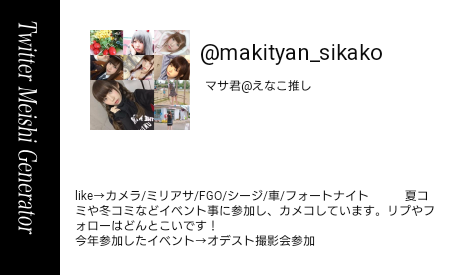 Twitter Meishi Generator
@makityan_sikako
マサ君@えなこ推し
like→カメラ/ミリアサ/FGO/シージ/車/フォートナイト　　　夏コ
ミや冬コミなどイベント事に参加し、カメコしています。リプやフ
ォローはどんとこいです！
今年参加したイベント→オデスト撮影会参加